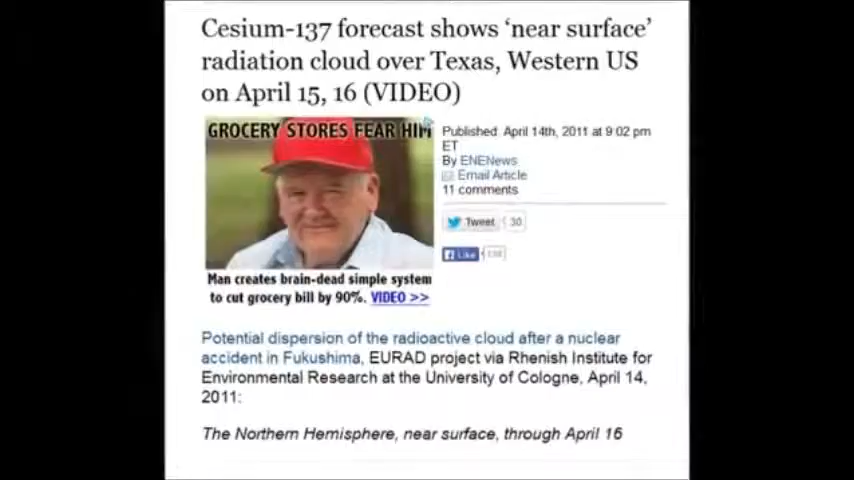 Cesium-137 forecast shows ‘near surface’
radiation cloud over Texas, Western US
on April 15, 16 (VIDEO)
GROCERY STORES FEAR HIM
Published: April 14th, 2011 at 9:02 pm
ET
By ENENews
Email Article
11 comments
Tweet 30
Like
Man creates brain-dead simple system
to cut grocery bill by 90%. VIDEO >>
Potential dispersion of the radioactive cloud after a nuclear
accident in Fukushima, EURAD project via Rhenish Institute for
Environmental Research at the University of Cologne, April 14,
2011:
The Northern Hemisphere, near surface, through April 16